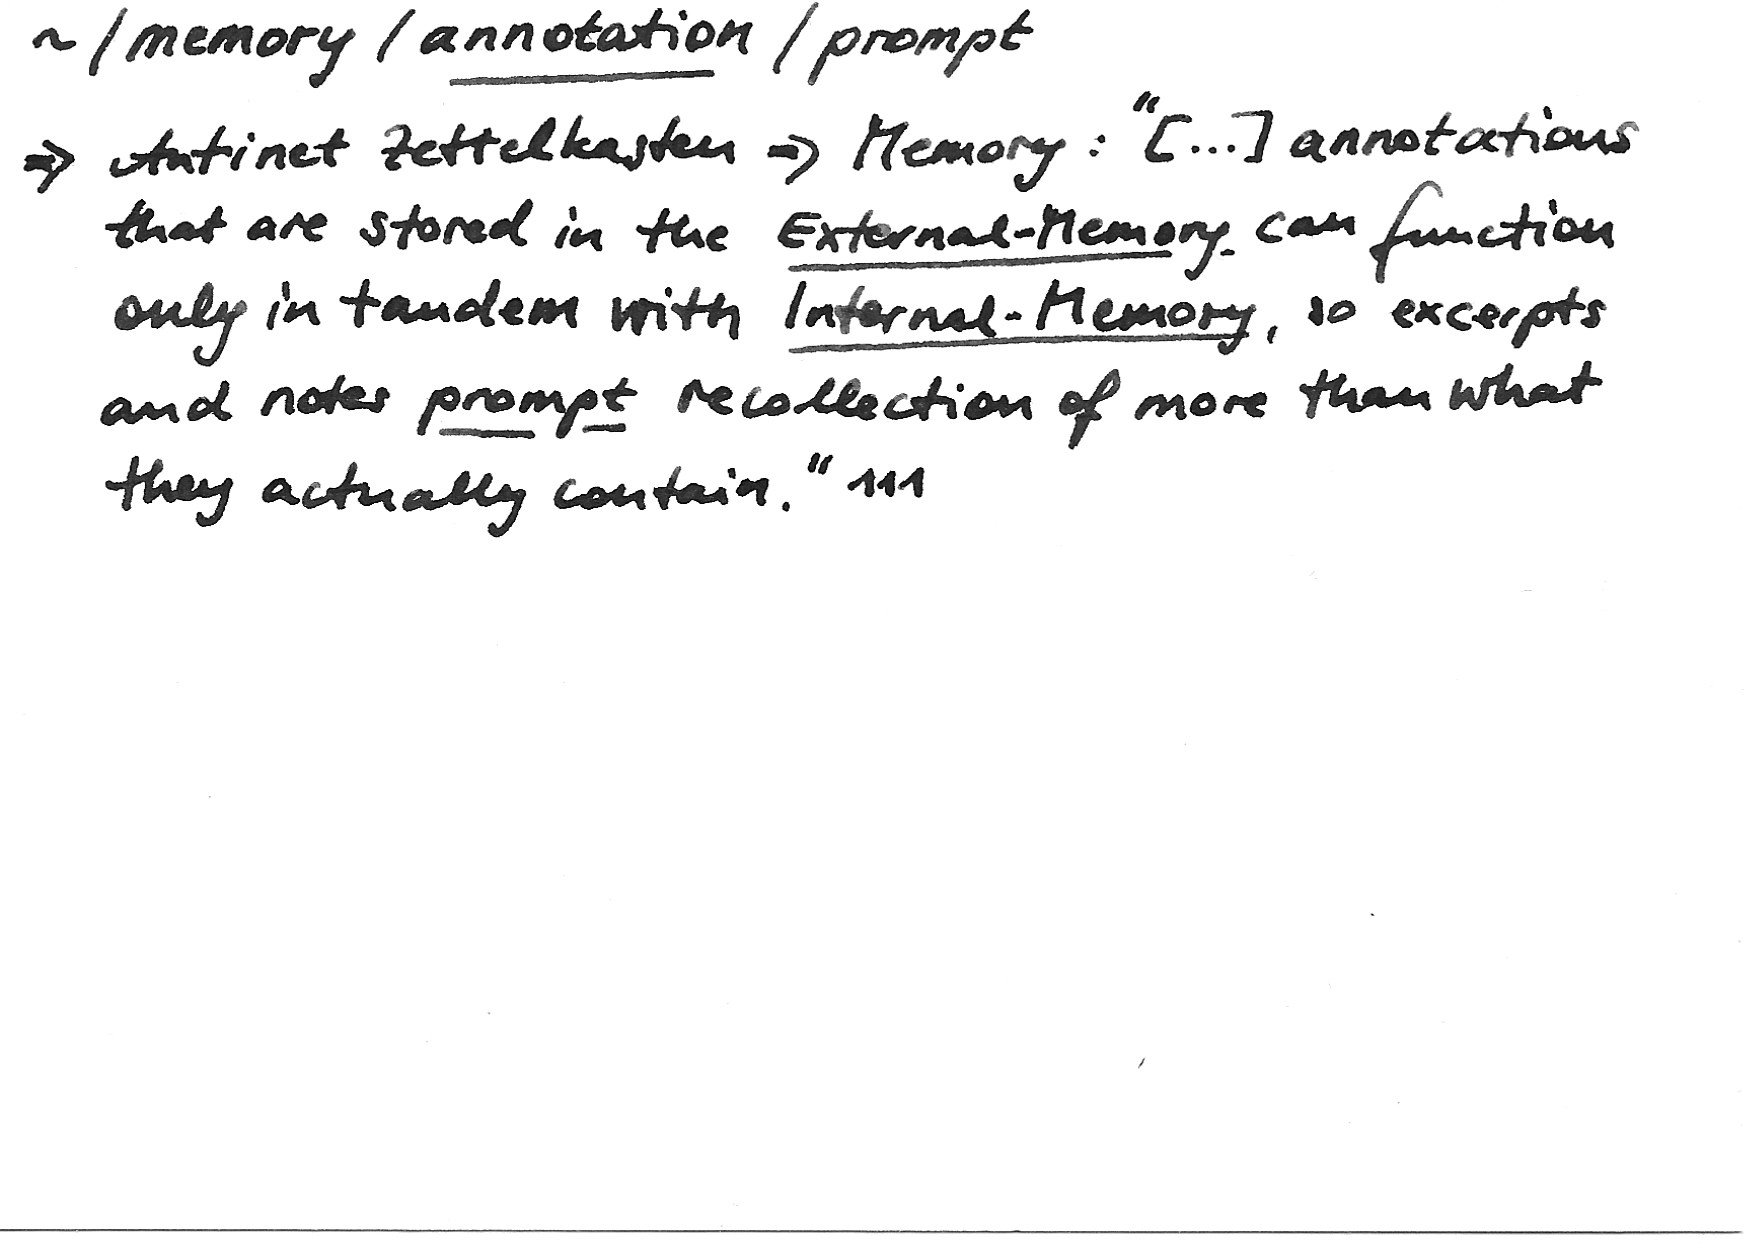 ~/memory/annotation/prompt
⇒ Antinet Zettelkasten ⇒ Memory: "[...] annotations
that are stored in the External-Memory can function
only in tandem with Internal-Memory, so excerpts
and notes prompt recollection of more than what
they actually contain." 111